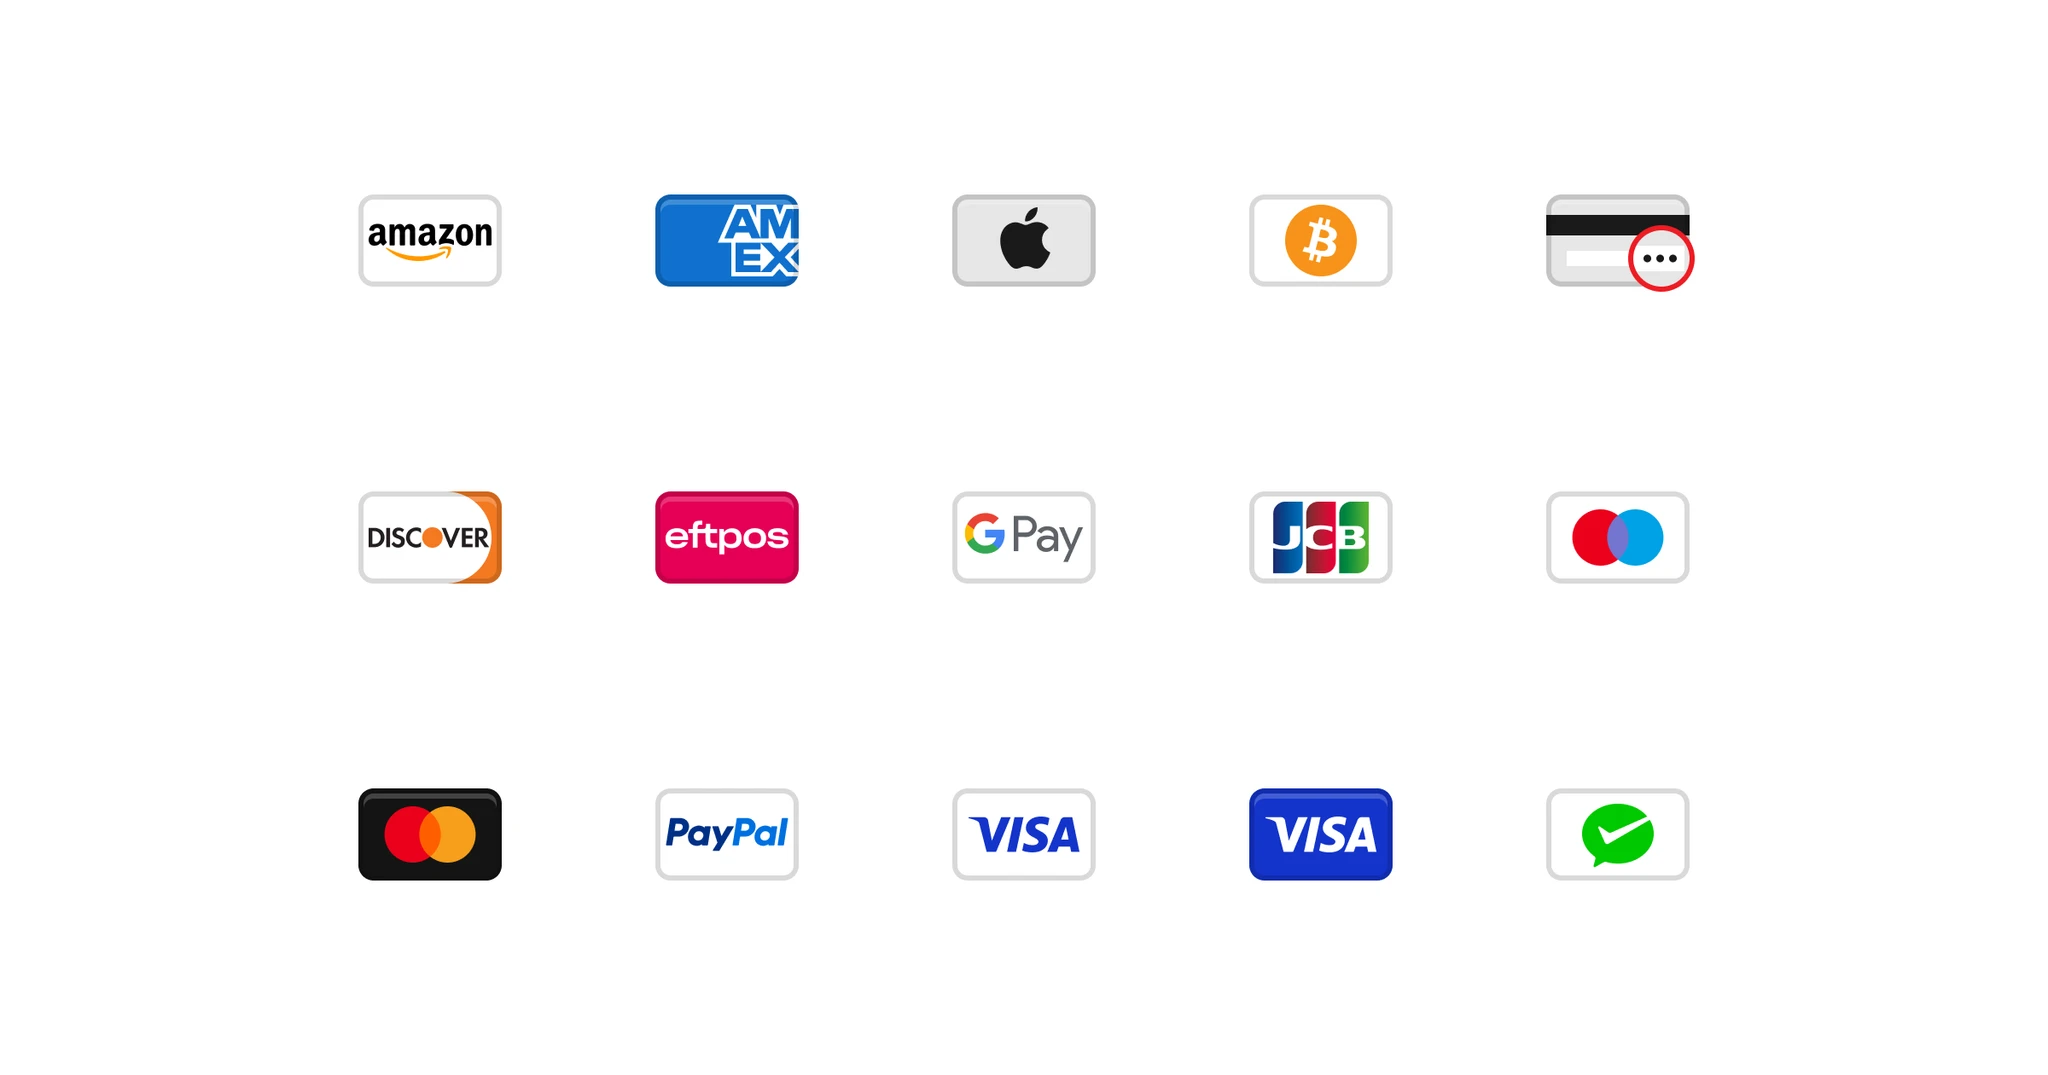 amazon
AM
EX
DISCOVER
eftpos
G Pay
JCB
PayPal
VISA
VISA